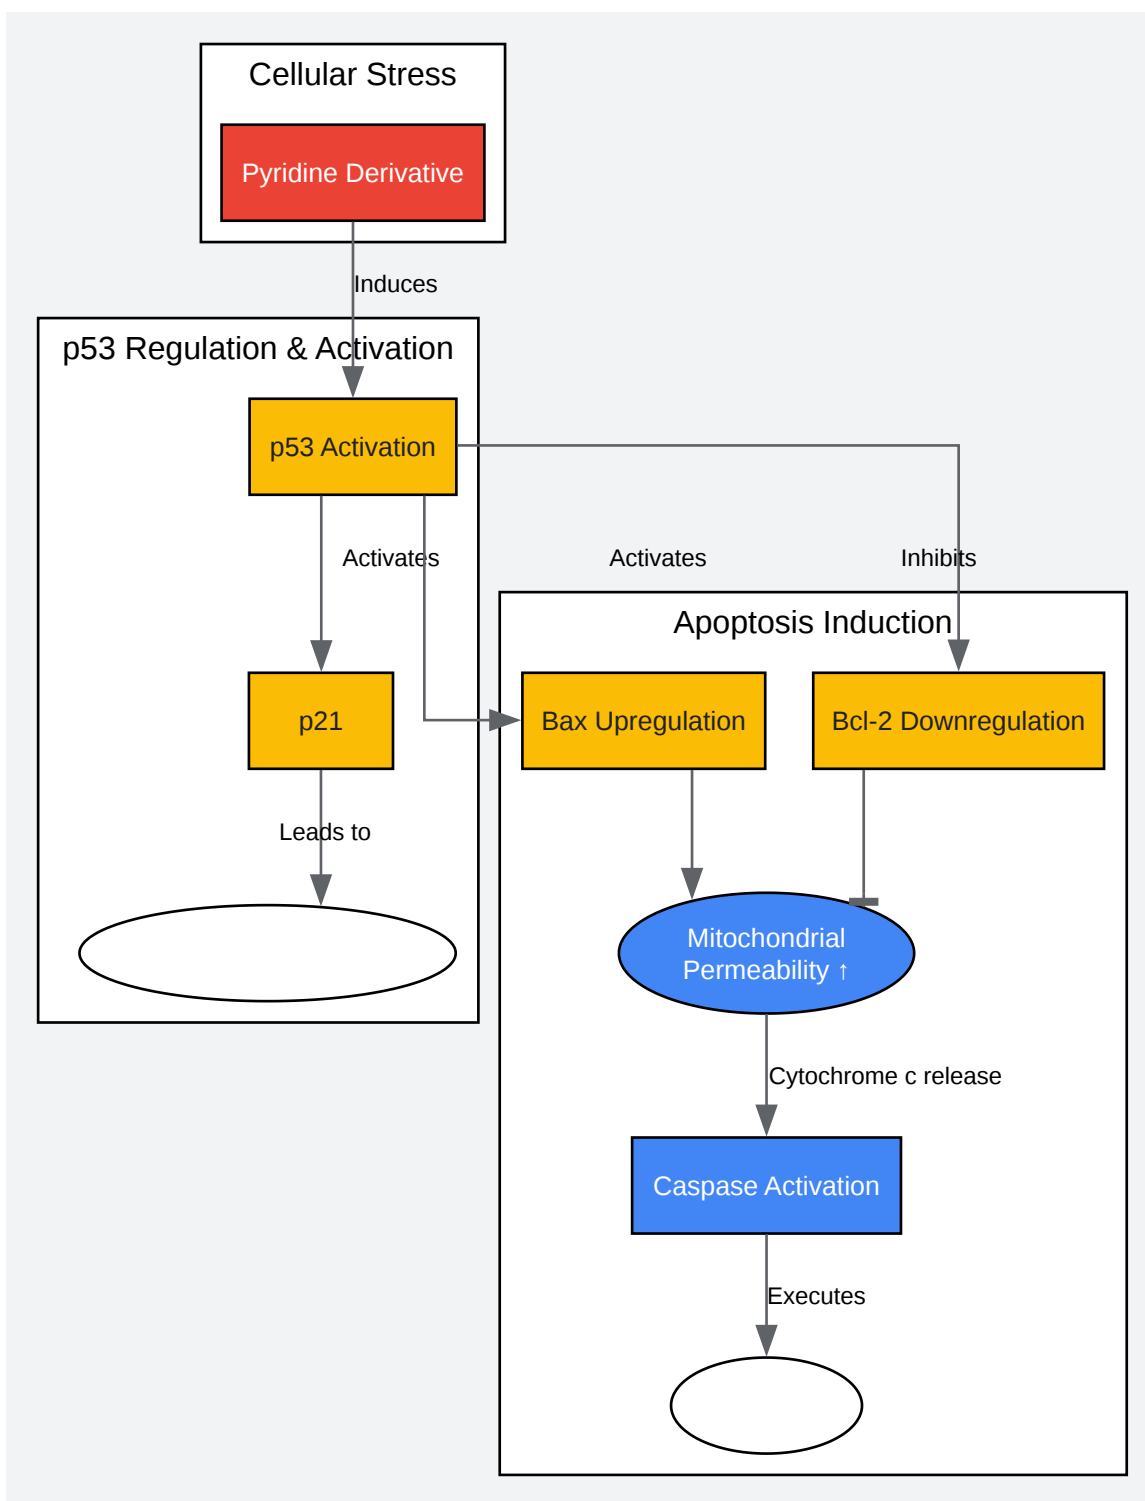 Cellular Stress
Pyridine Derivative
Induces
p53 Regulation & Activation
p53 Activation
Activates
Activates
Inhibits
Apoptosis Induction
p21
Bax Upregulation
Bcl-2 Downregulation
Leads to
Mitochondrial
Permeability ↑
Cytochrome c release
Caspase Activation
Executes